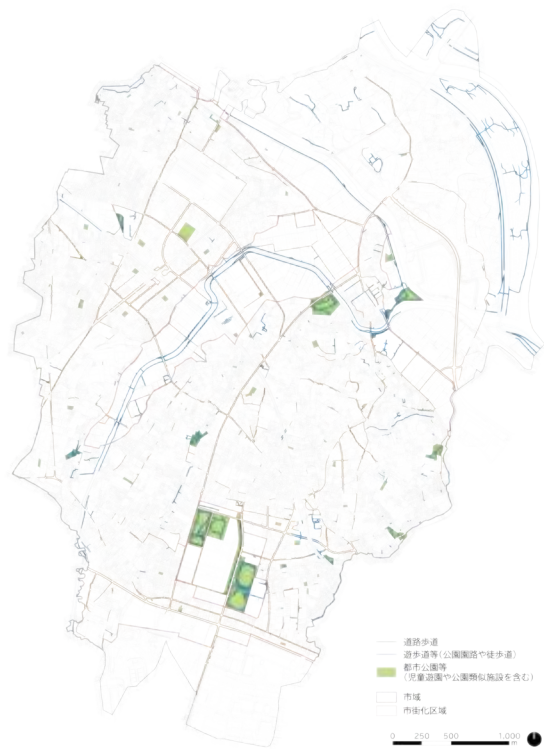 道路歩道
遊歩道等(公園園路や徒歩道)
都市公園等
(児童遊園や公園類似施設を含む)
市域
市街化区域
0 250 500 1,000
m